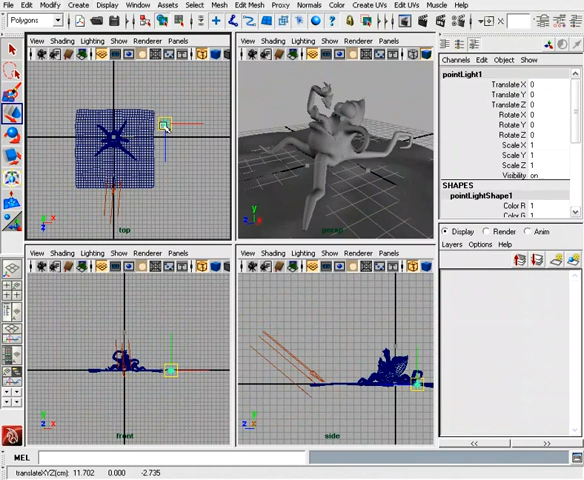 File Edit Modify Create Display Window Assets Select Mesh Edit Mesh Proxy Normals Color Create UVs Edit UVs Muscle Help
Polygons
View Shading Lighting Show Renderer Panels
View Shading Lighting Show Renderer Panels
Channels Edit Object Show
pointLight1
Translate X 0
Translate Y 0
Translate Z 0
Rotate X 0
Rotate Y 0
Rotate Z 0
Scale X 1
Scale Y 1
Scale Z 1
Visibility on
SHAPES
pointLightShape1
Color R 1
Color G 1
top
persp
Display Render Anim
Layers Options Help
View Shading Lighting Show Renderer Panels
View Shading Lighting Show Renderer Panels
front
side
<< >>
MEL
translateXYZ(cm): 11.702 0.000 -2.735